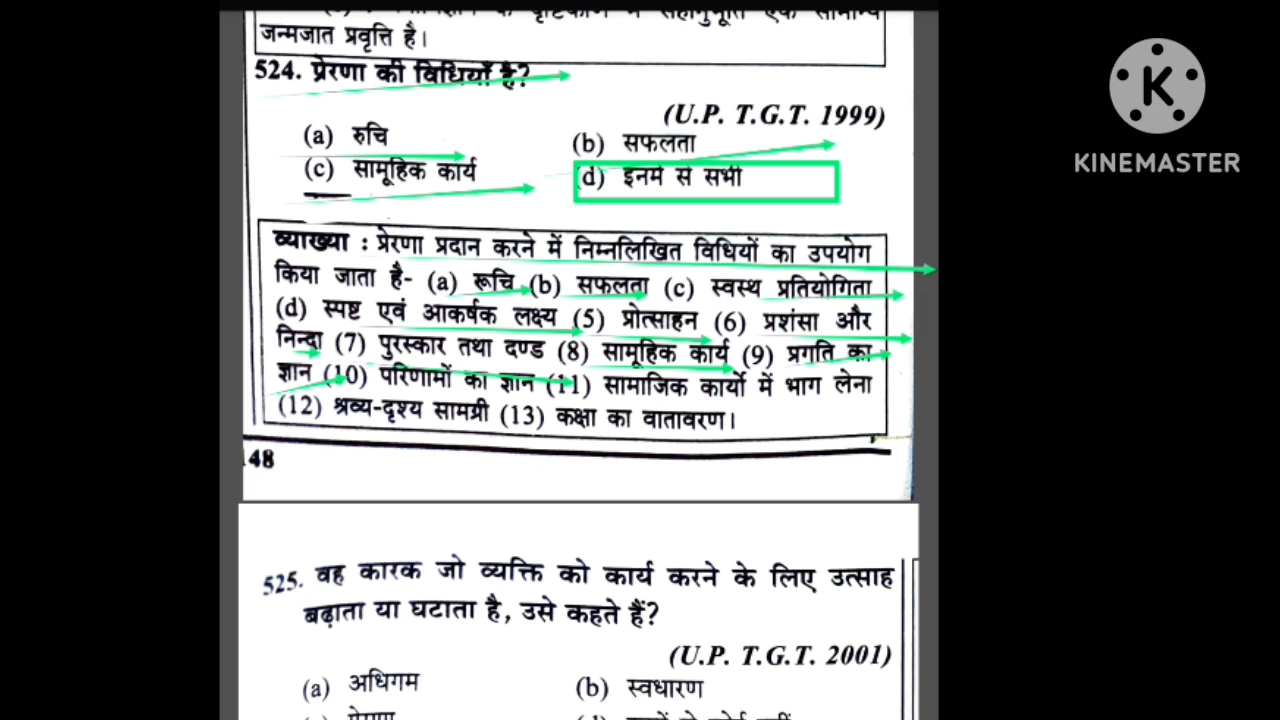 जन्मजात प्रवृत्ति है।
524. प्रेरणा की विधियाँ है?
(U.P. T.G.T. 1999)
(a) रुचि (b) सफलता
(c) सामूहिक कार्य (d) इनमें से सभी
व्याख्या : प्रेरणा प्रदान करने में निम्नलिखित विधियों का उपयोग
किया जाता है- (a) रूचि (b) सफलता (c) स्वस्थ प्रतियोगिता
(d) स्पष्ट एवं आकर्षक लक्ष्य (5) प्रोत्साहन (6) प्रशंसा और
निन्दा (7) पुरस्कार तथा दण्ड (8) सामूहिक कार्य (9) प्रगति का
ज्ञान (10) परिणामों का ज्ञान (11) सामाजिक कार्यो में भाग लेना
(12) श्रव्य-दृश्य सामग्री (13) कक्षा का वातावरण।
48
525. वह कारक जो व्यक्ति को कार्य करने के लिए उत्साह
बढ़ाता या घटाता है, उसे कहते हैं?
(U.P. T.G.T. 2001)
(a) अधिगम (b) स्वधारण
K
KINEMASTER